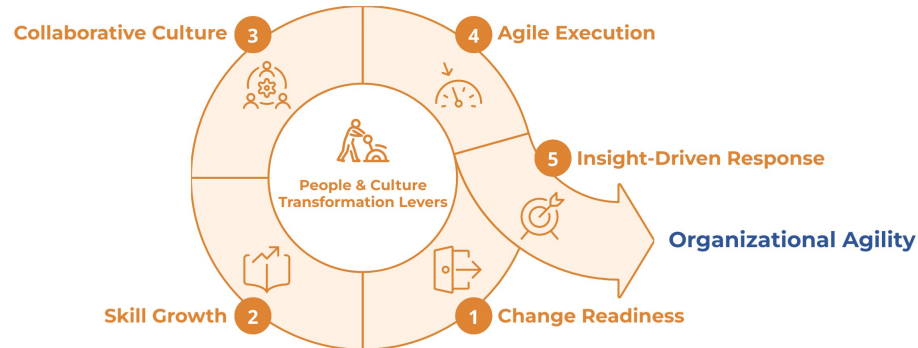 Collaborative Culture
3
4
Agile Execution
5
Insight-Driven Response
People & Culture
Transformation Levers
Organizational Agility
Skill Growth
2
1
Change Readiness